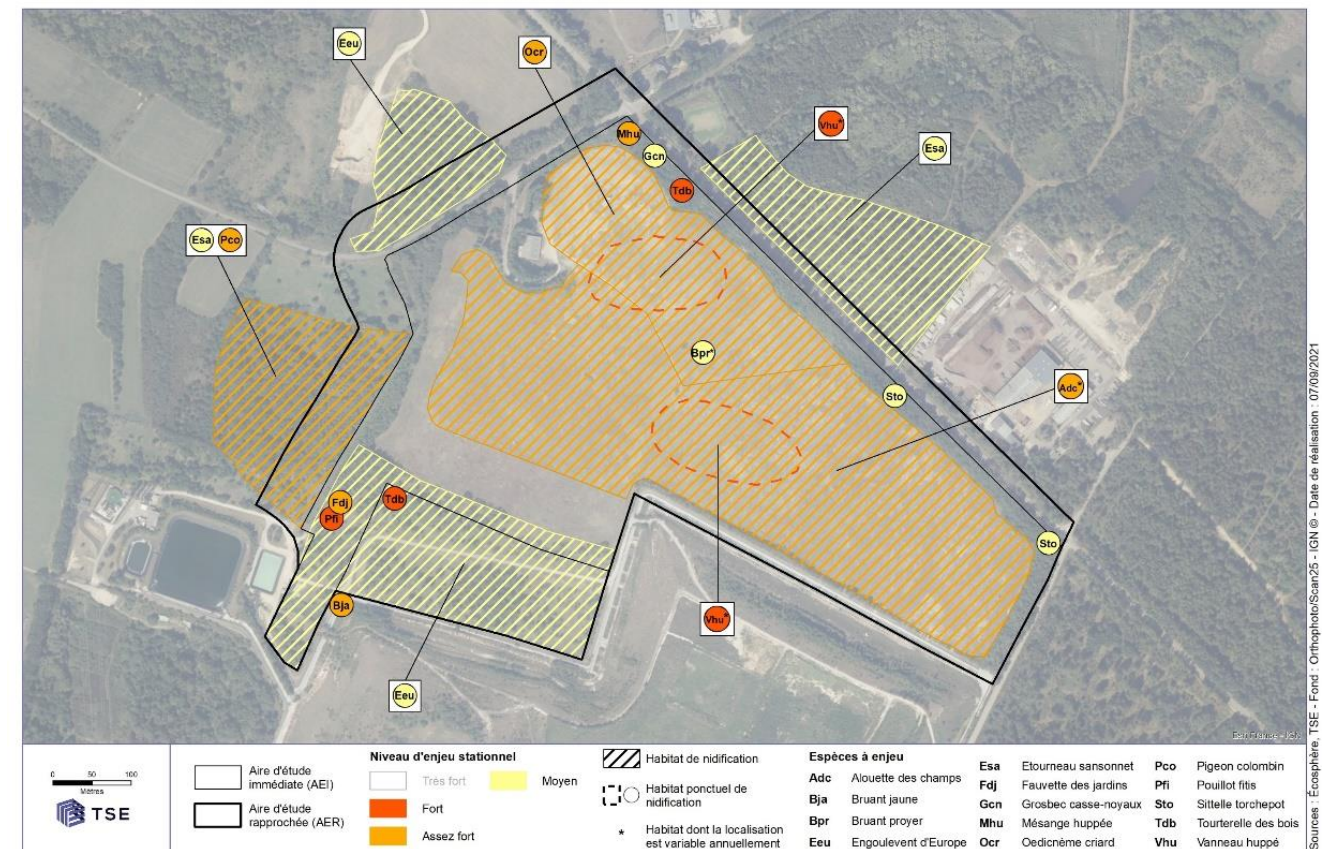 Eeu
Ocr
Vhu*
Mhu
Gcn
Esa
Tdb
Esa Pco
Bpr*
Adc*
Sto
Fdj
Tdb
Pfi
Sto
Bja
Vhu*
Eeu
Sources : Ecosphère, TSE - Fond : Orthophoto/Scan25 - IGN © - Date de réalisation : 07/09/2021
0 50 100
Mètres
TSE
Aire d'étude
immédiate (AEI)
Aire d'étude
rapprochée (AER)
Niveau d'enjeu stationnel
Très fort
Moyen
Fort
Assez fort
Habitat de nidification
Habitat ponctuel de
nidification
* Habitat dont la localisation
est variable annuellement
Espèces à enjeu
Adc Alouette des champs
Bja Bruant jaune
Bpr Bruant proyer
Eeu Engoulevent d'Europe
Esa Etourneau sansonnet
Fdj Fauvette des jardins
Gcn Grosbec casse-noyaux
Mhu Mésange huppée
Ocr Oedicnème criard
Pco Pigeon colombin
Pfi Pouillot fitis
Sto Sittelle torchepot
Tdb Tourterelle des bois
Vhu Vanneau huppé